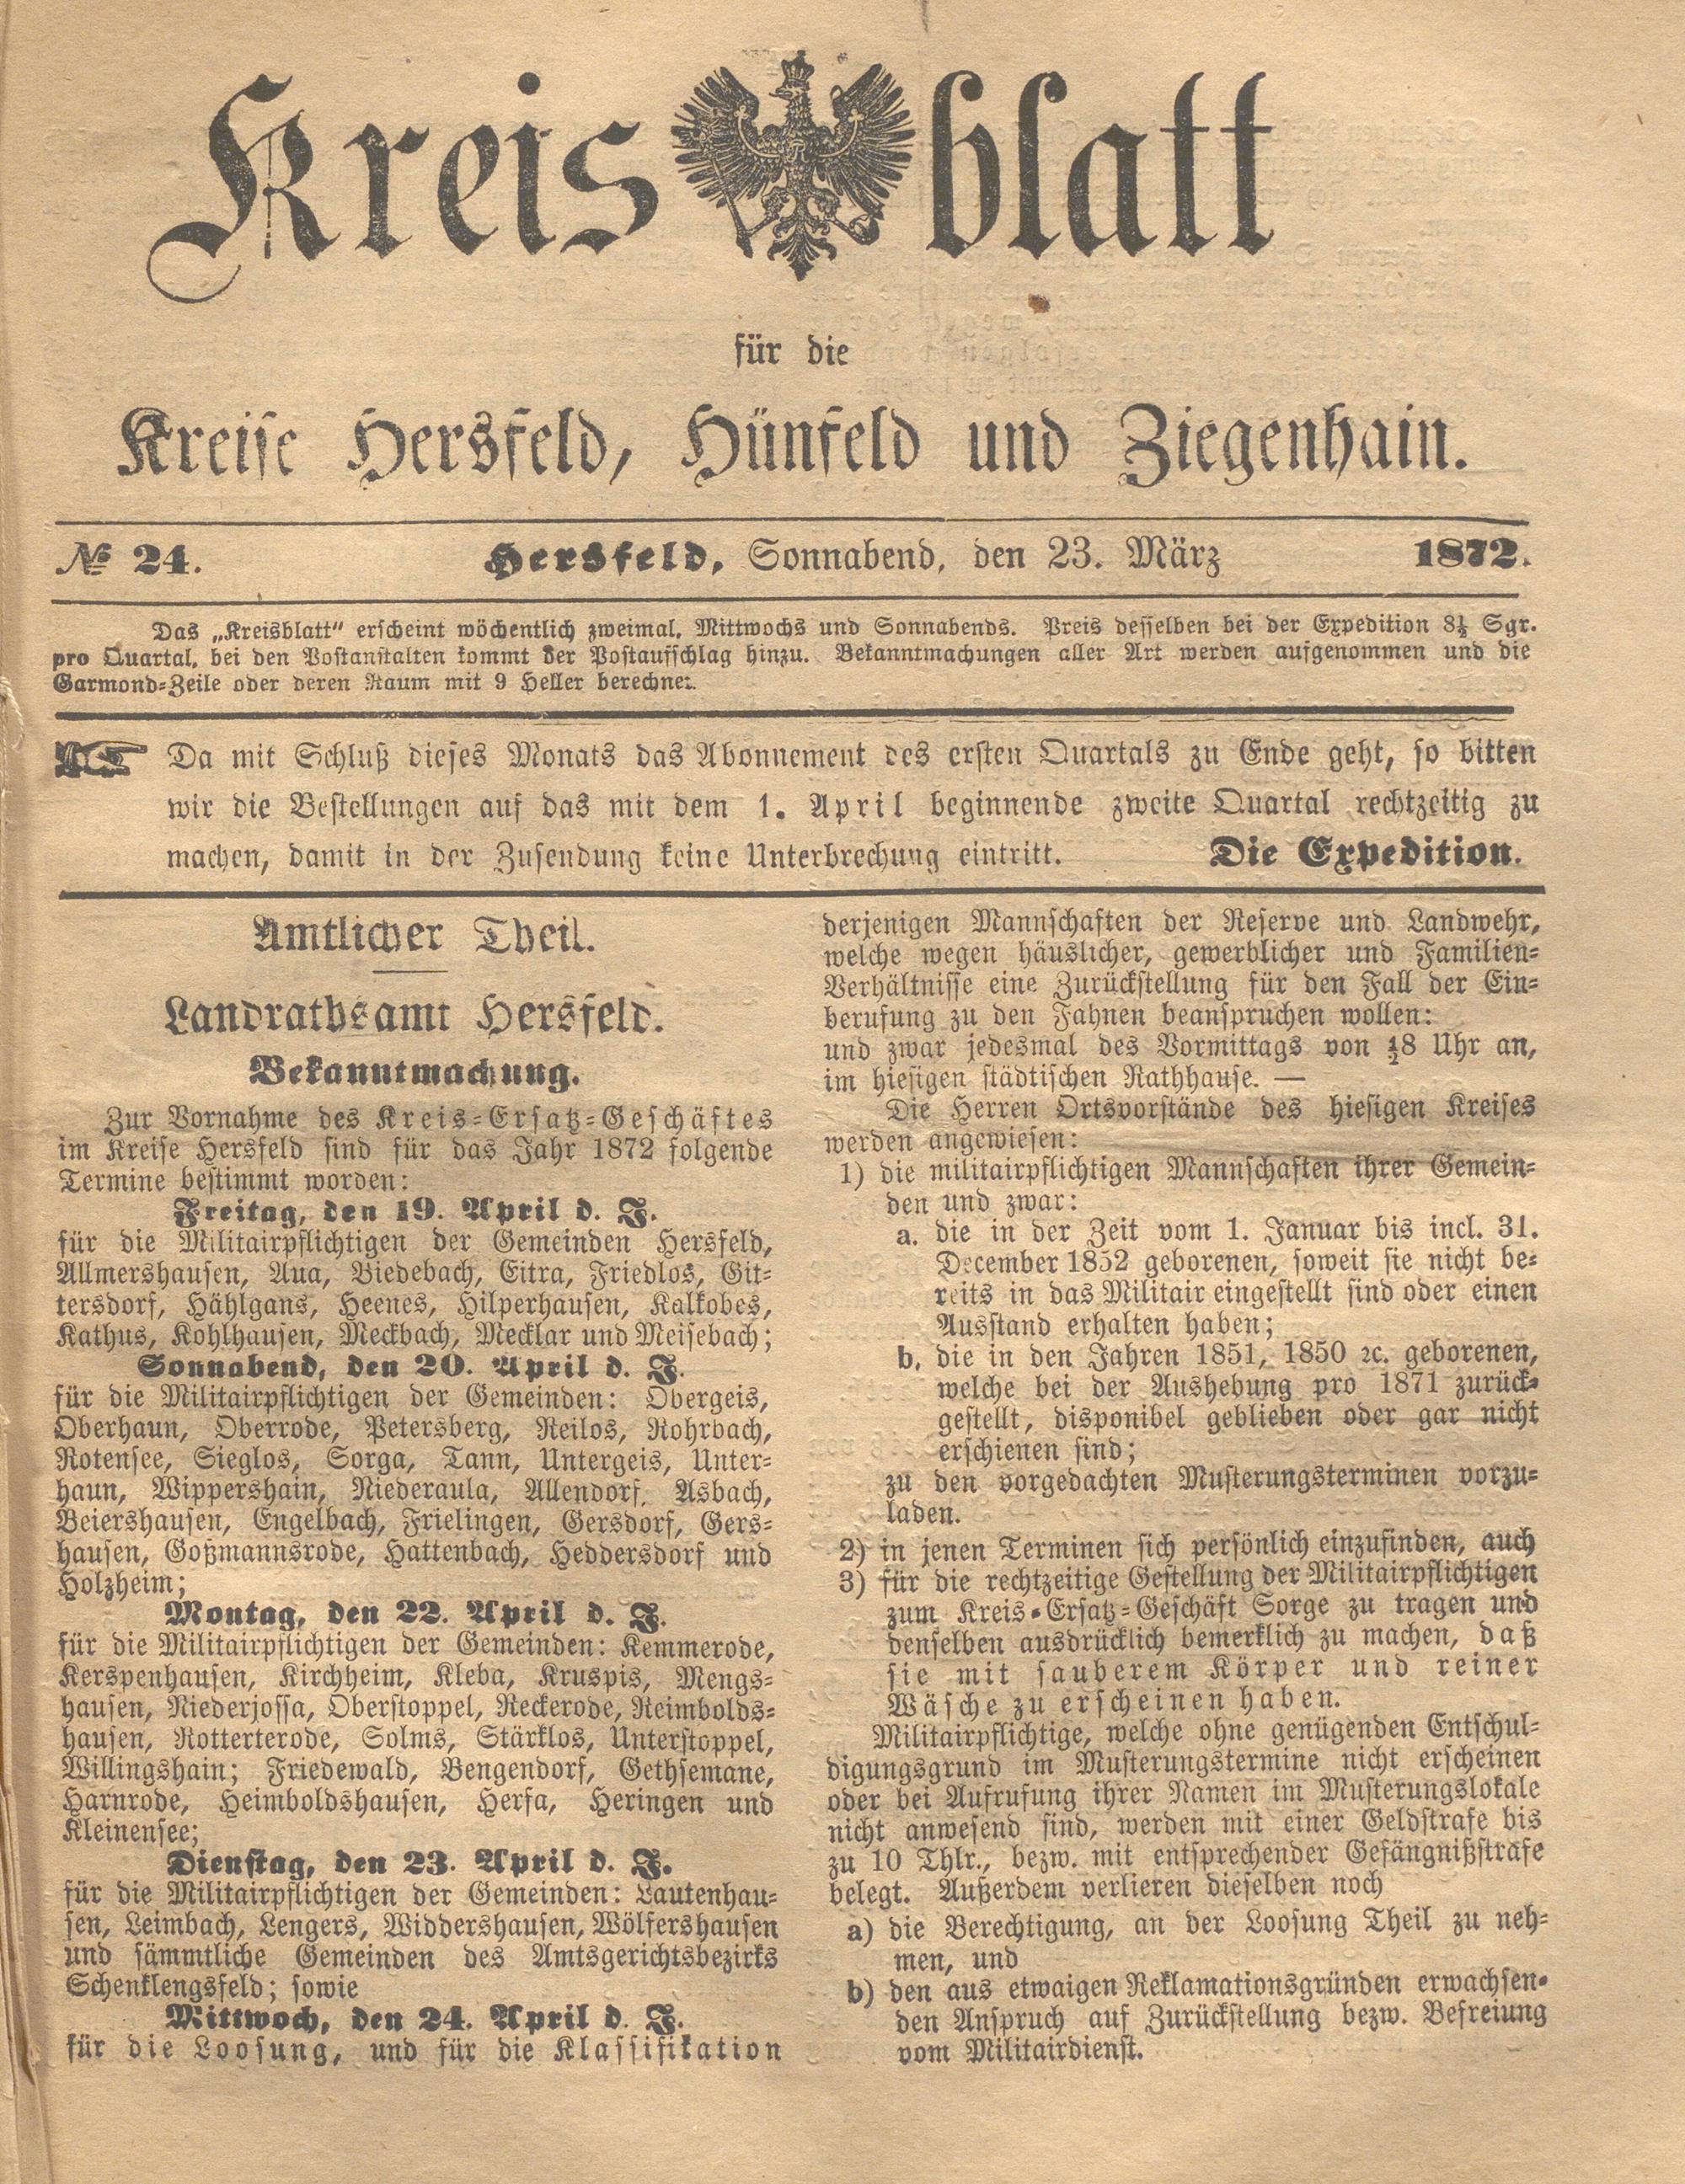 Kreisblatt
für die
Kreise Hersfeld, Hünfeld und Ziegenhain.
№ 24. Hersfeld, Sonnabend, den 23. März 1872.
Das „Kreisblatt“ erscheint wöchentlich zweimal, Mittwochs und Sonnabends. Preis desselben bei der Expedition 8½ Sgr.
pro Quartal, bei den Postanstalten kommt der Postaufschlag hinzu. Bekanntmachungen aller Art werden aufgenommen und die
Garmond-Zeile oder deren Raum mit 9 Heller berechnet.
☛ Da mit Schluß dieses Monats das Abonnement des ersten Quartals zu Ende geht, so bitten
wir die Bestellungen auf das mit dem 1. April beginnende zweite Quartal rechtzeitig zu
machen, damit in der Zusendung keine Unterbrechung eintritt. Die Expedition.
Amtlicher Theil.
Landrathsamt Hersfeld.
Bekanntmachung.
Zur Vornahme des Kreis-Ersatz-Geschäftes
im Kreise Hersfeld sind für das Jahr 1872 folgende
Termine bestimmt worden:
Freitag, den 19. April d. J.
für die Militairpflichtigen der Gemeinden Hersfeld,
Allmershausen, Aua, Biedebach, Eitra, Friedlos, Git-
tersdorf, Hählgans, Heenes, Hilperhausen, Kalkobes,
Kathus, Kohlhausen, Meckbach, Mecklar und Meisebach;
Sonnabend, den 20. April d. J.
für die Militairpflichtigen der Gemeinden: Obergeis,
Oberhaun, Oberrode, Petersberg, Reilos, Rohrbach,
Rotensee, Sieglos, Sorga, Tann, Untergeis, Unter-
haun, Wippershain, Niederaula, Allendorf, Asbach,
Beiershausen, Engelbach, Frielingen, Gersdorf, Gers-
hausen, Goßmannsrode, Hattenbach, Heddersdorf und
Holzheim;
Montag, den 22. April d. J.
für die Militairpflichtigen der Gemeinden: Kemmerode,
Kerspenhausen, Kirchheim, Kleba, Kruspis, Mengs-
hausen, Niederjossa, Oberstoppel, Reckerode, Reimbolds-
hausen, Rotterterode, Solms, Stärklos, Unterstoppel,
Willingshain; Friedewald, Bengendorf, Gethsemane,
Harnrode, Heimboldshausen, Herfa, Heringen und
Kleinensee;
Dienstag, den 23. April d. J.
für die Militairpflichtigen der Gemeinden: Lautenhau-
sen, Leimbach, Lengers, Widdershausen, Wölfershausen
und sämmtliche Gemeinden des Amtsgerichtsbezirks
Schenklengsfeld; sowie
Mittwoch, den 24. April d. J.
für die Loosung, und für die Klassifikation
derjenigen Mannschaften der Reserve und Landwehr,
welche wegen häuslicher, gewerblicher und Familien-
Verhältnisse eine Zurückstellung für den Fall der Ein-
berufung zu den Fahnen beanspruchen wollen:
und zwar jedesmal des Vormittags von ½8 Uhr an,
im hiesigen städtischen Rathhause. —
Die Herren Ortsvorstände des hiesigen Kreises
werden angewiesen:
1) die militairpflichtigen Mannschaften ihrer Gemein-
den und zwar:
a. die in der Zeit vom 1. Januar bis incl. 31.
December 1852 geborenen, soweit sie nicht be-
reits in das Militair eingestellt sind oder einen
Ausstand erhalten haben;
b. die in den Jahren 1851, 1850 ꝛc. geborenen,
welche bei der Aushebung pro 1871 zurück-
gestellt, disponibel geblieben oder gar nicht
erschienen sind;
zu den vorgedachten Musterungsterminen vorzu-
laden.
2) in jenen Terminen sich persönlich einzufinden, auch
3) für die rechtzeitige Gestellung der Militairpflichtigen
zum Kreis-Ersatz-Geschäft Sorge zu tragen und
denselben ausdrücklich bemerklich zu machen, daß
sie mit sauberem Körper und reiner
Wäsche zu erscheinen haben.
Militairpflichtige, welche ohne genügenden Entschul-
digungsgrund im Musterungstermine nicht erscheinen
oder bei Aufrufung ihrer Namen im Musterungslokale
nicht anwesend sind, werden mit einer Geldstrafe bis
zu 10 Thlr., bezw. mit entsprechender Gefängnißstrafe
belegt. Außerdem verlieren dieselben noch
a) die Berechtigung, an der Loosung Theil zu neh-
men, und
b) den aus etwaigen Reklamationsgründen erwachsen-
den Anspruch auf Zurückstellung bezw. Befreiung
vom Militairdienst.